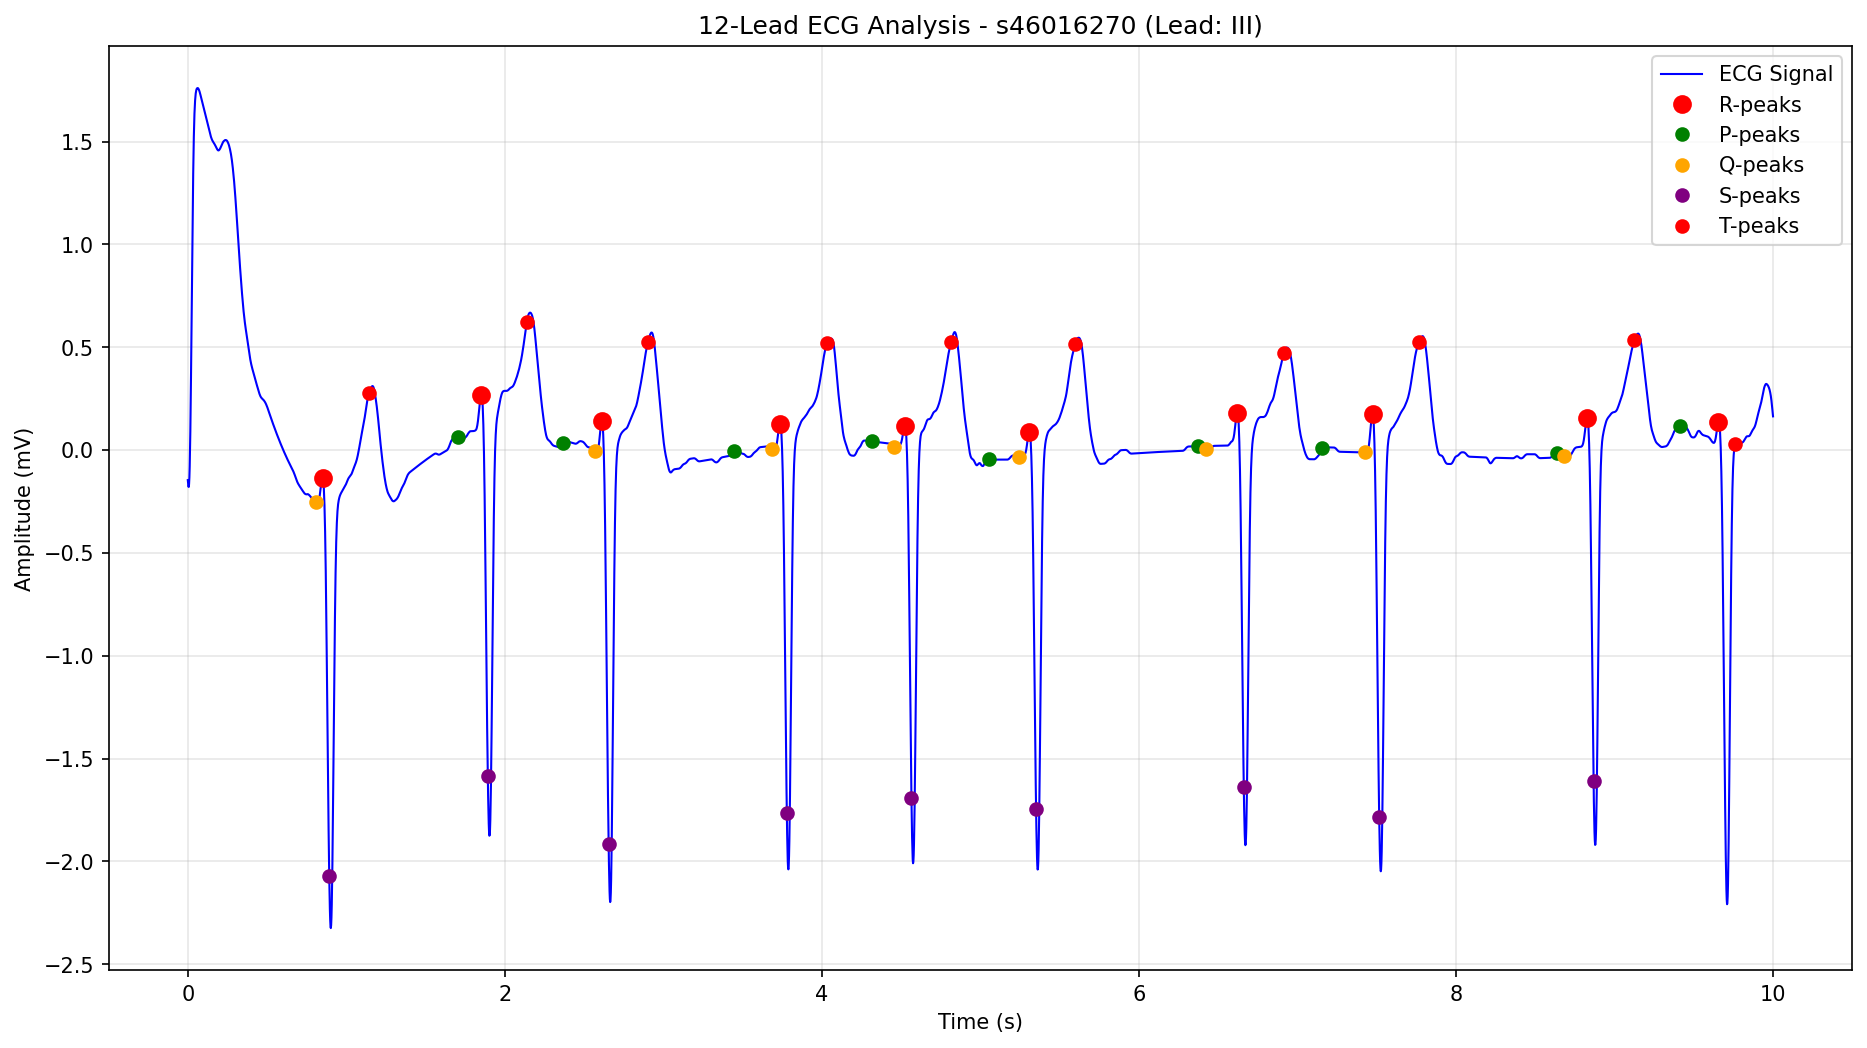 12-Lead ECG Analysis - s46016270 (Lead: III)
ECG Signal
R-peaks
P-peaks
Q-peaks
S-peaks
T-peaks
Amplitude (mV)
1.5
1.0
0.5
0.0
−0.5
−1.0
−1.5
−2.0
−2.5
0 2 4 6 8 10
Time (s)